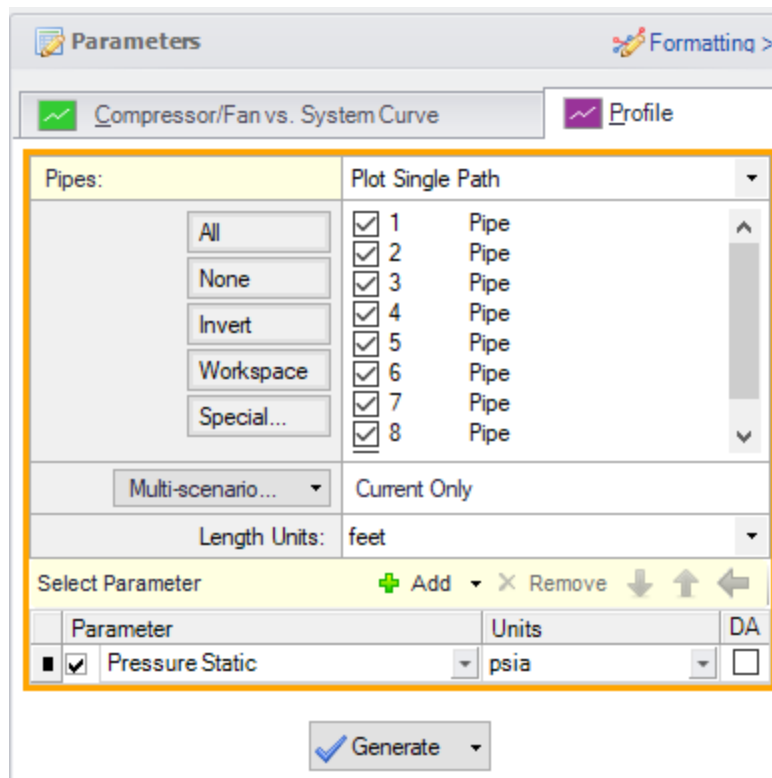 Parameters Formatting >
Compressor/Fan vs. System Curve Profile
Pipes: Plot Single Path
All
None
Invert
Workspace
Special...
1 Pipe
2 Pipe
3 Pipe
4 Pipe
5 Pipe
6 Pipe
7 Pipe
8 Pipe
Multi-scenario... Current Only
Length Units: feet
Select Parameter Add Remove
Parameter Units DA
Pressure Static psia
Generate